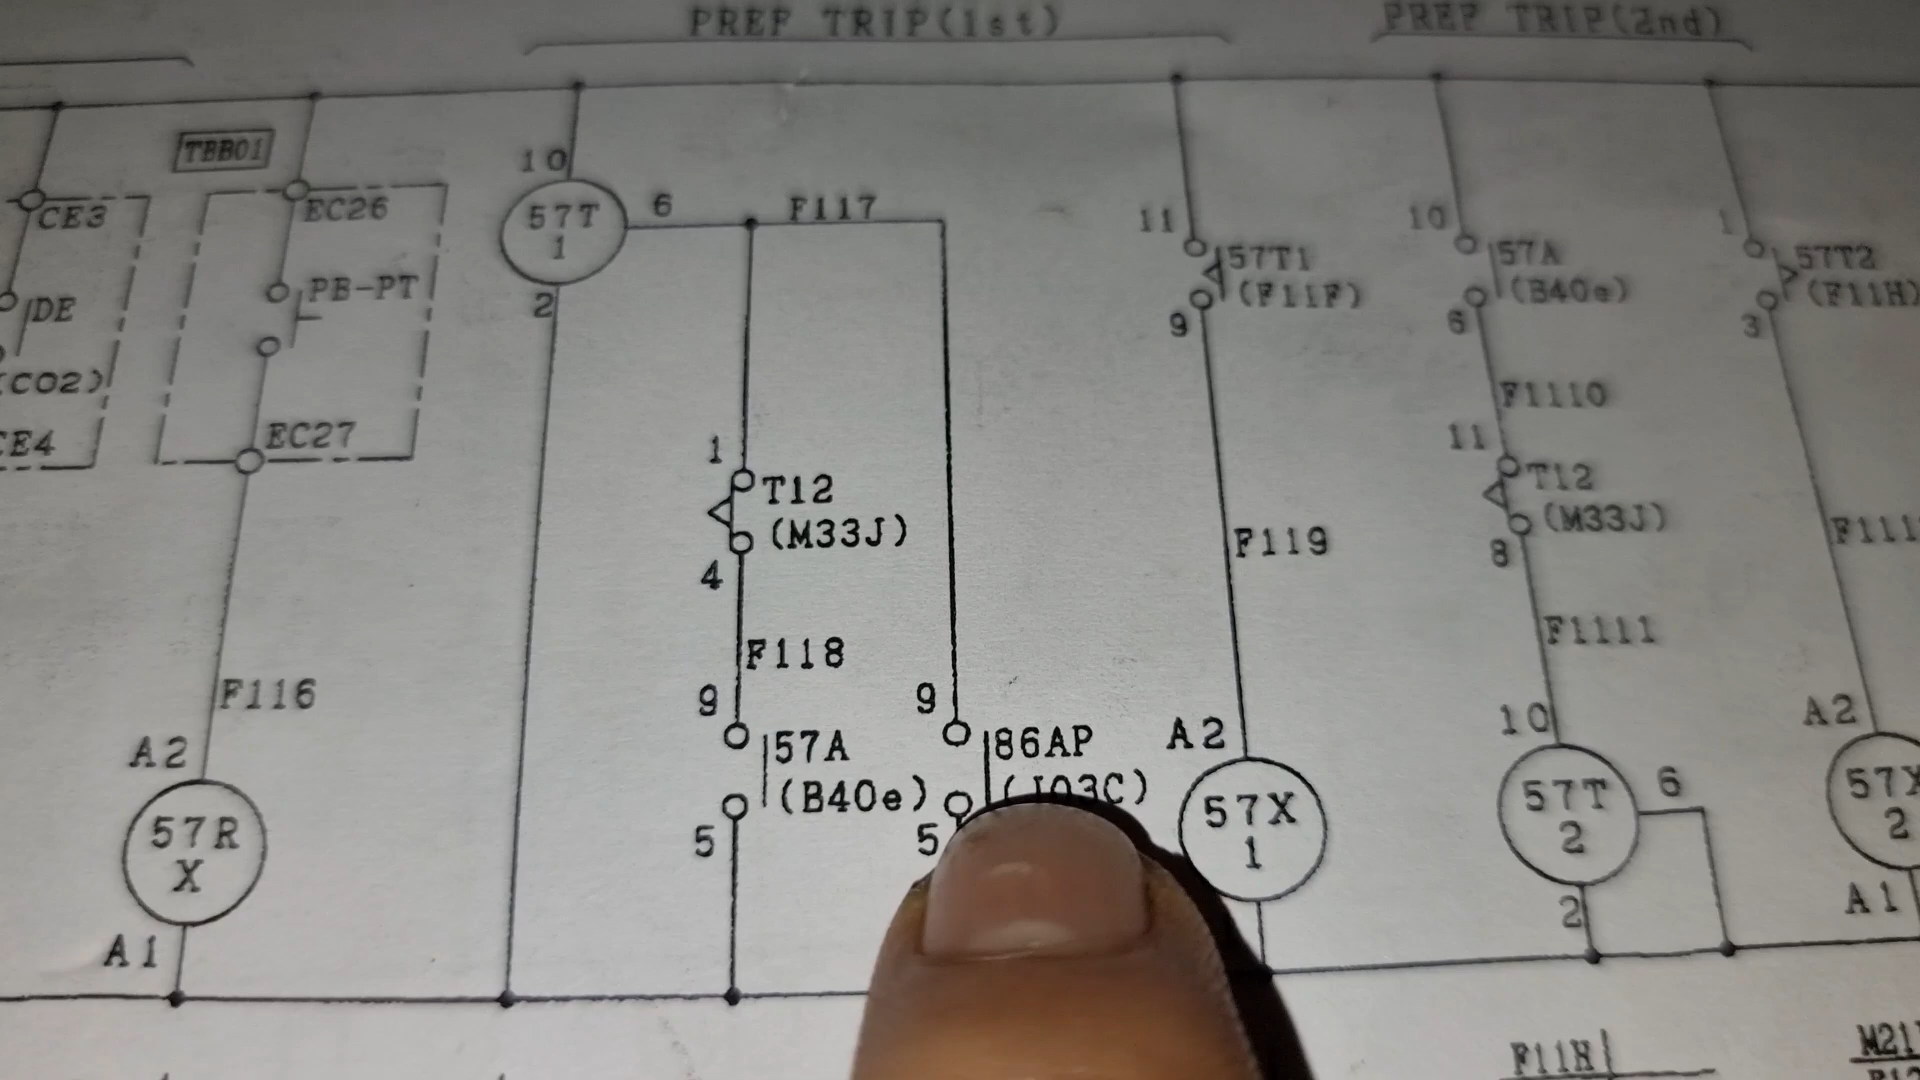 PREF TRIP(1st)
PREF TRIP(2nd)
TBB01
CE3
DE
(CO2)
CE4
EC26
PB-PT
EC27
F116
A2
57R
X
A1
10
57T
1
2
6
F117
1
T12
(M33J)
4
F118
9
57A
(B40e)
5
9
86AP
(J03C)
5
11
57T1
(F11F)
9
F119
A2
57X
1
10
57A
(B40e)
6
F1110
11
T12
(M33J)
8
F1111
10
57T
2
6
2
1
57T2
(F11H)
3
F111
A2
57X
2
A1
F11H
M21